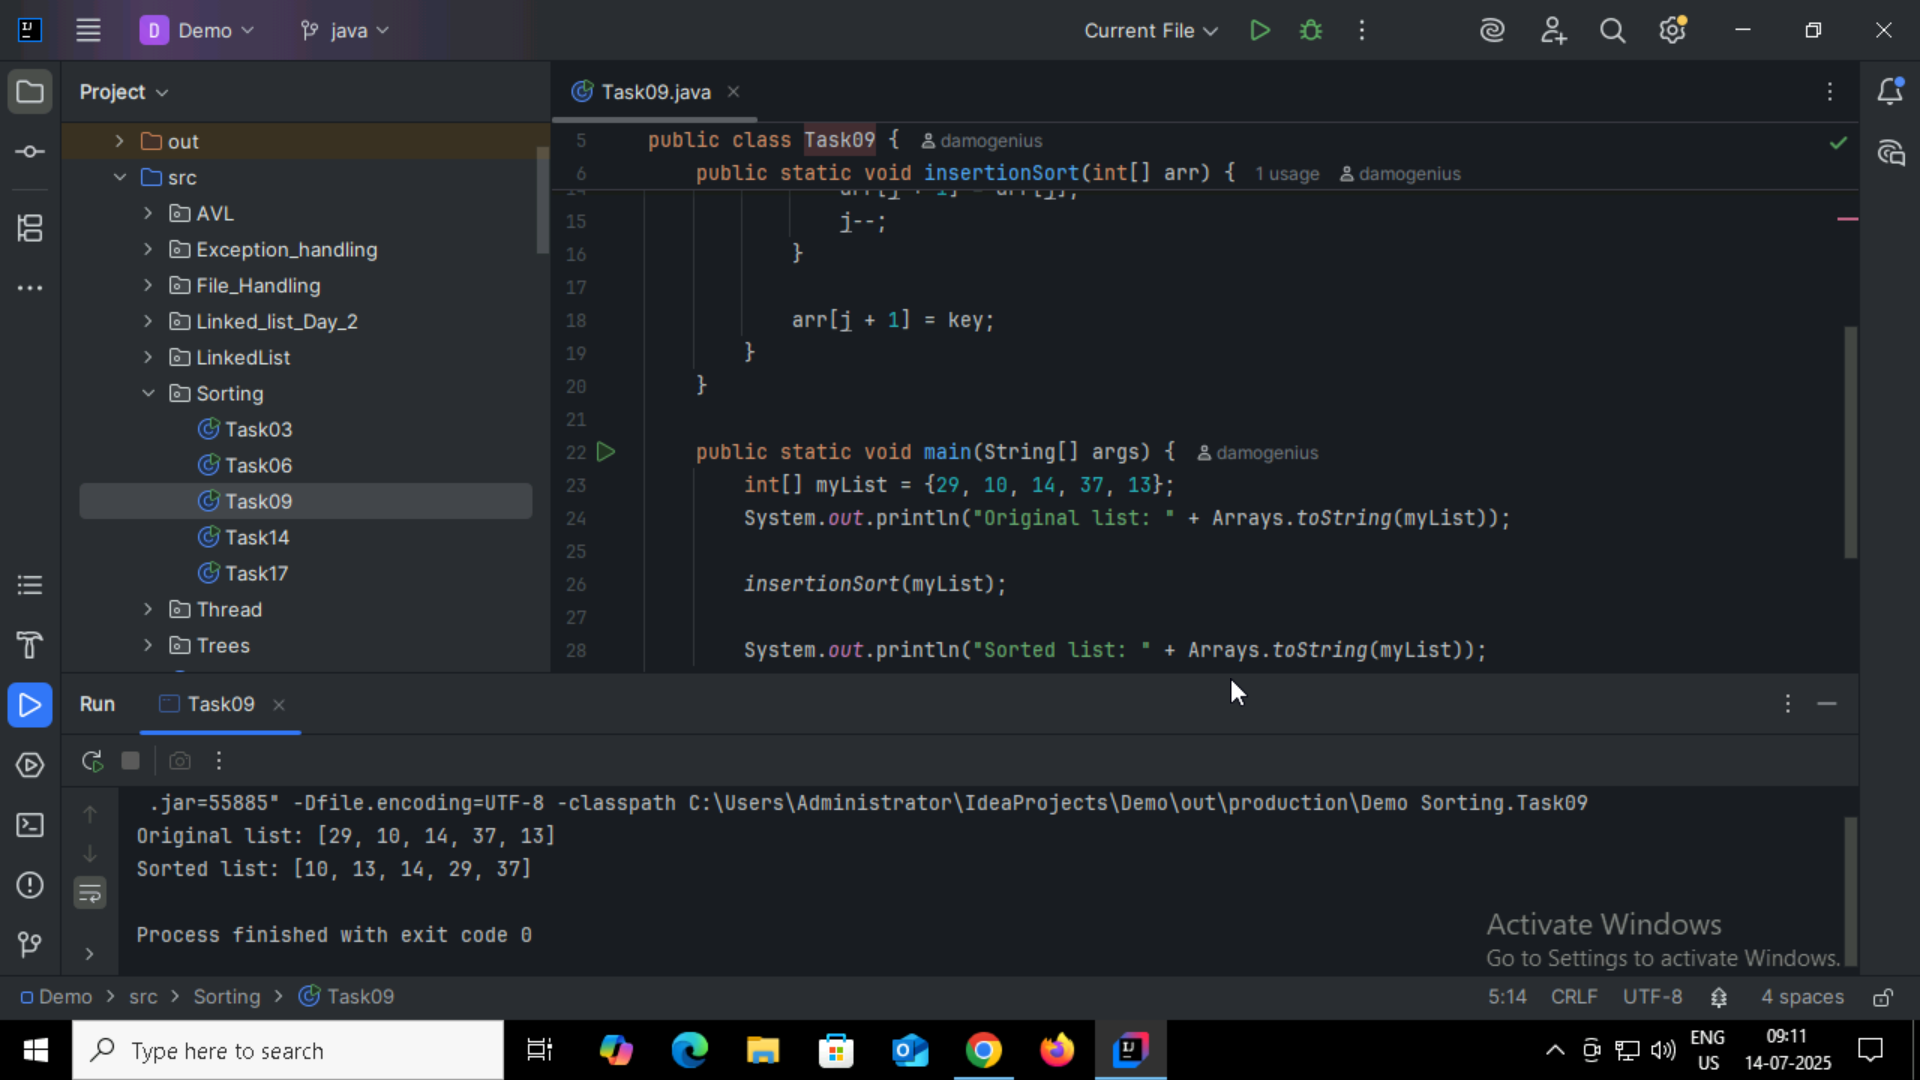 IJ
D Demo
java
Current File
Project
out
src
AVL
Exception_handling
File_Handling
Linked_list_Day_2
LinkedList
Sorting
Task03
Task06
Task09
Task14
Task17
Thread
Trees
Task09.java
5 public class Task09 { damogenius
6 public static void insertionSort(int[] arr) { 1 usage damogenius
14 arr[j + 1] = arr[j];
15 j--;
16 }
17
18 arr[j + 1] = key;
19 }
20 }
21
22 public static void main(String[] args) { damogenius
23 int[] myList = {29, 10, 14, 37, 13};
24 System.out.println("Original list: " + Arrays.toString(myList));
25
26 insertionSort(myList);
27
28 System.out.println("Sorted list: " + Arrays.toString(myList));
Run Task09
.jar=55885" -Dfile.encoding=UTF-8 -classpath C:\Users\Administrator\IdeaProjects\Demo\out\production\Demo Sorting.Task09
Original list: [29, 10, 14, 37, 13]
Sorted list: [10, 13, 14, 29, 37]
Process finished with exit code 0
Activate Windows
Go to Settings to activate Windows.
Demo > src > Sorting > Task09
5:14 CRLF UTF-8 4 spaces
Type here to search
IJ
ENG
US
09:11
14-07-2025